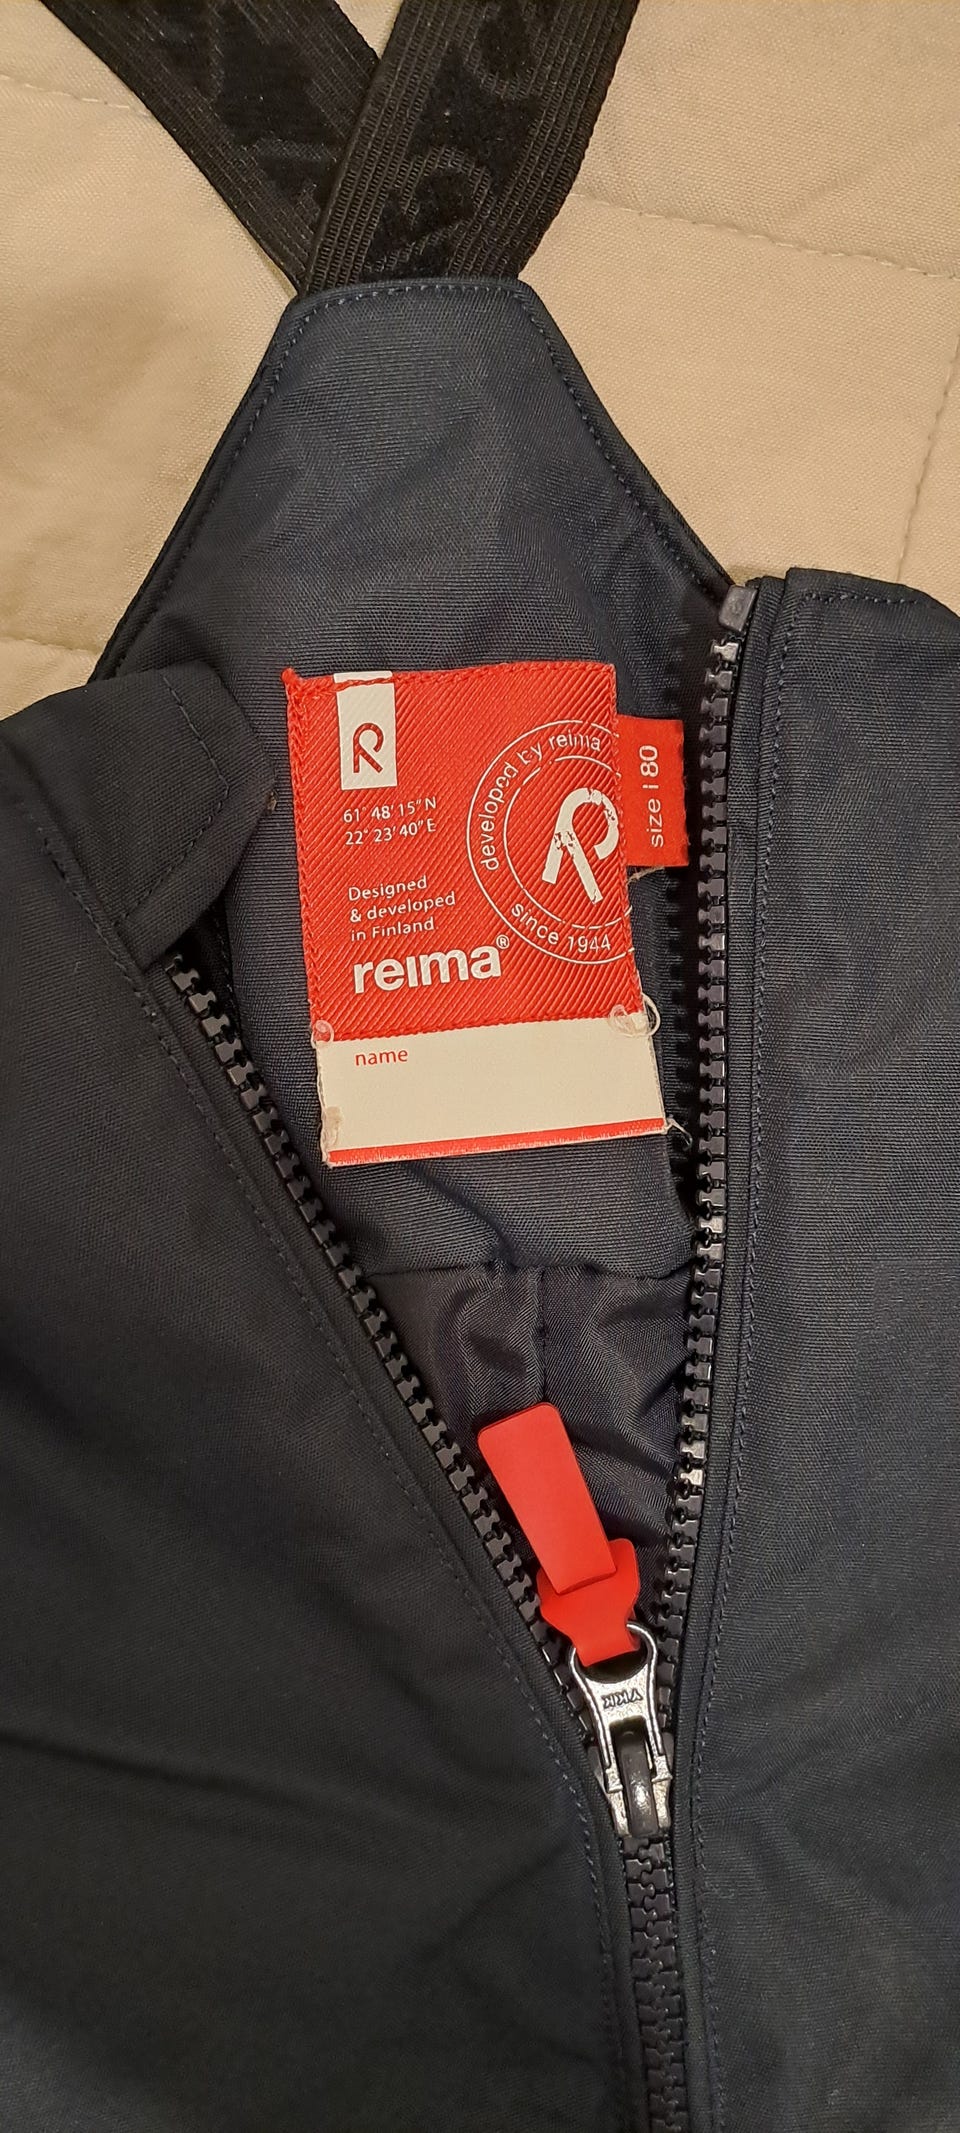 61° 48' 15" N
22° 23' 40" E
Designed
& developed
in Finland
reima®
developed by reima
since 1944
size | 80
name